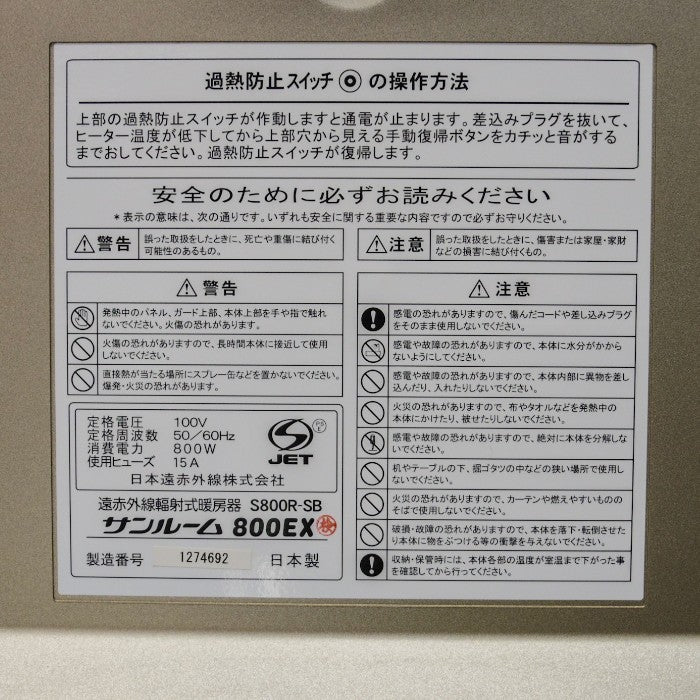 過熱防止スイッチ の操作方法
上部の過熱防止スイッチが作動しますと通電が止まります。差込みプラグを抜いて、
ヒーター温度が低下してから上部穴から見える手動復帰ボタンをカチッと音がする
までおしてください。過熱防止スイッチが復帰します。
安全のために必ずお読みください
*表示の意味は、次の通りです。いずれも安全に関する重要な内容ですので必ずお守りください。
警告
誤った取扱をしたときに、死亡や重傷に結び付く
可能性のあるもの。
注意
誤った取扱をしたときに、傷害または家屋・家財
などの損害に結び付くもの。
警告
発熱中のパネル、ガード上部、本体上部を手や指で触れ
ないでください。火傷の恐れがあります。
火傷の恐れがありますので、長時間本体に接近して使用
しないでください。
直接熱が当たる場所にスプレー缶などを置かないでください。
爆発・火災の恐れがあります。
定格電圧 100V
定格周波数 50/60Hz
消費電力 800W
使用ヒューズ 15A
PS
E
JET
日本遠赤外線株式会社
遠赤外線輻射式暖房器 S800R-SB
サンルーム 800EX 検
製造番号 1274692 日本製
注意
感電の恐れがありますので、傷んだコードや差し込みプラグ
をそのまま使用しないでください。
感電や故障の恐れがありますので、本体に水分がかから
ないようにしてください。
感電や故障の恐れがありますので、本体内部に異物を差し
込んだり、入れたりしないでください。
火災の恐れがありますので、布やタオルなどを発熱中の
本体にかけたり、被せたりしないでください。
感電や故障の恐れがありますので、絶対に本体を分解しな
いでください。
机やテーブルの下、掘ゴタツの中などの狭い場所で使用し
ないでください。
火災の恐れがありますので、カーテンや燃えやすいものの
そばで使用しないでください。
破損・故障の恐れがありますので、本体を落下・転倒させた
り本体に物をぶつける等の衝撃を与えないでください。
収納・保管時には、本体各部の温度が室温まで下がった事
を確認してから行ってください。